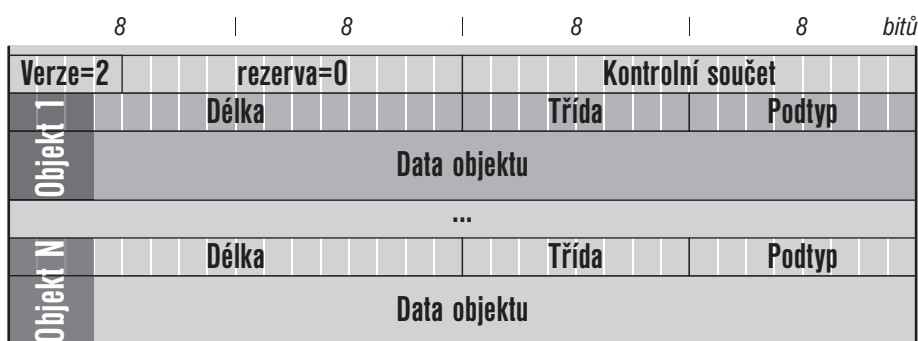 8 8 8 8 bitů
Verze=2 rezerva=0 Kontrolní součet
Objekt 1 Délka Třída Podtyp
Data objektu
...
Objekt N Délka Třída Podtyp
Data objektu